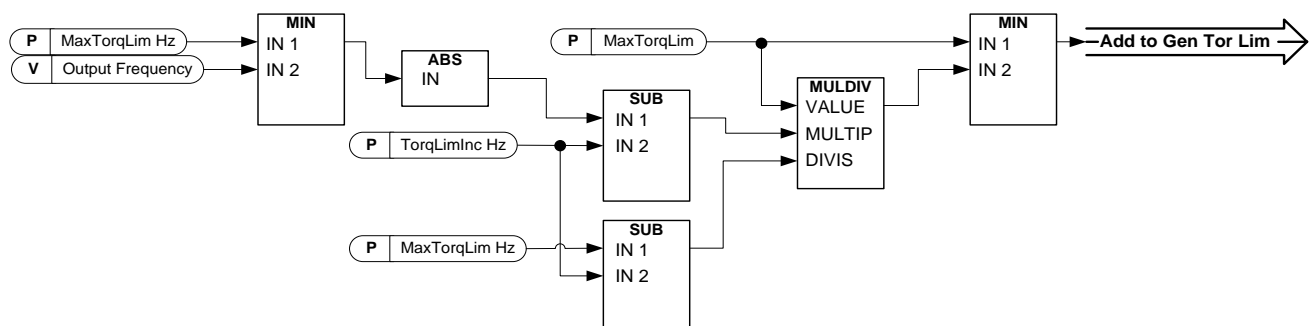 MIN
P MaxTorqLim Hz
IN 1
V Output Frequency
IN 2
ABS
IN
P TorqLimInc Hz
SUB
IN 1
IN 2
P MaxTorqLim Hz
SUB
IN 1
IN 2
P MaxTorqLim
MULDIV
VALUE
MULTIP
DIVIS
MIN
IN 1
IN 2
Add to Gen Tor Lim